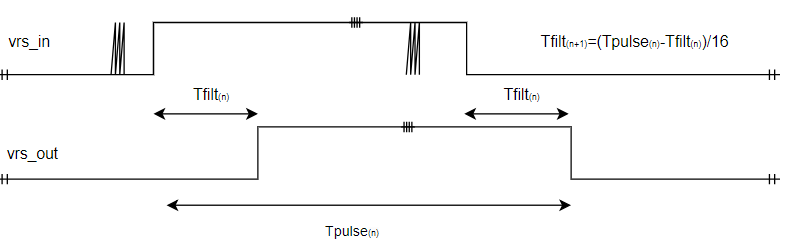 vrs_in
Tfilt(n+1)=(Tpulse(n)-Tfilt(n))/16
Tfilt(n)
Tfilt(n)
vrs_out
Tpulse(n)